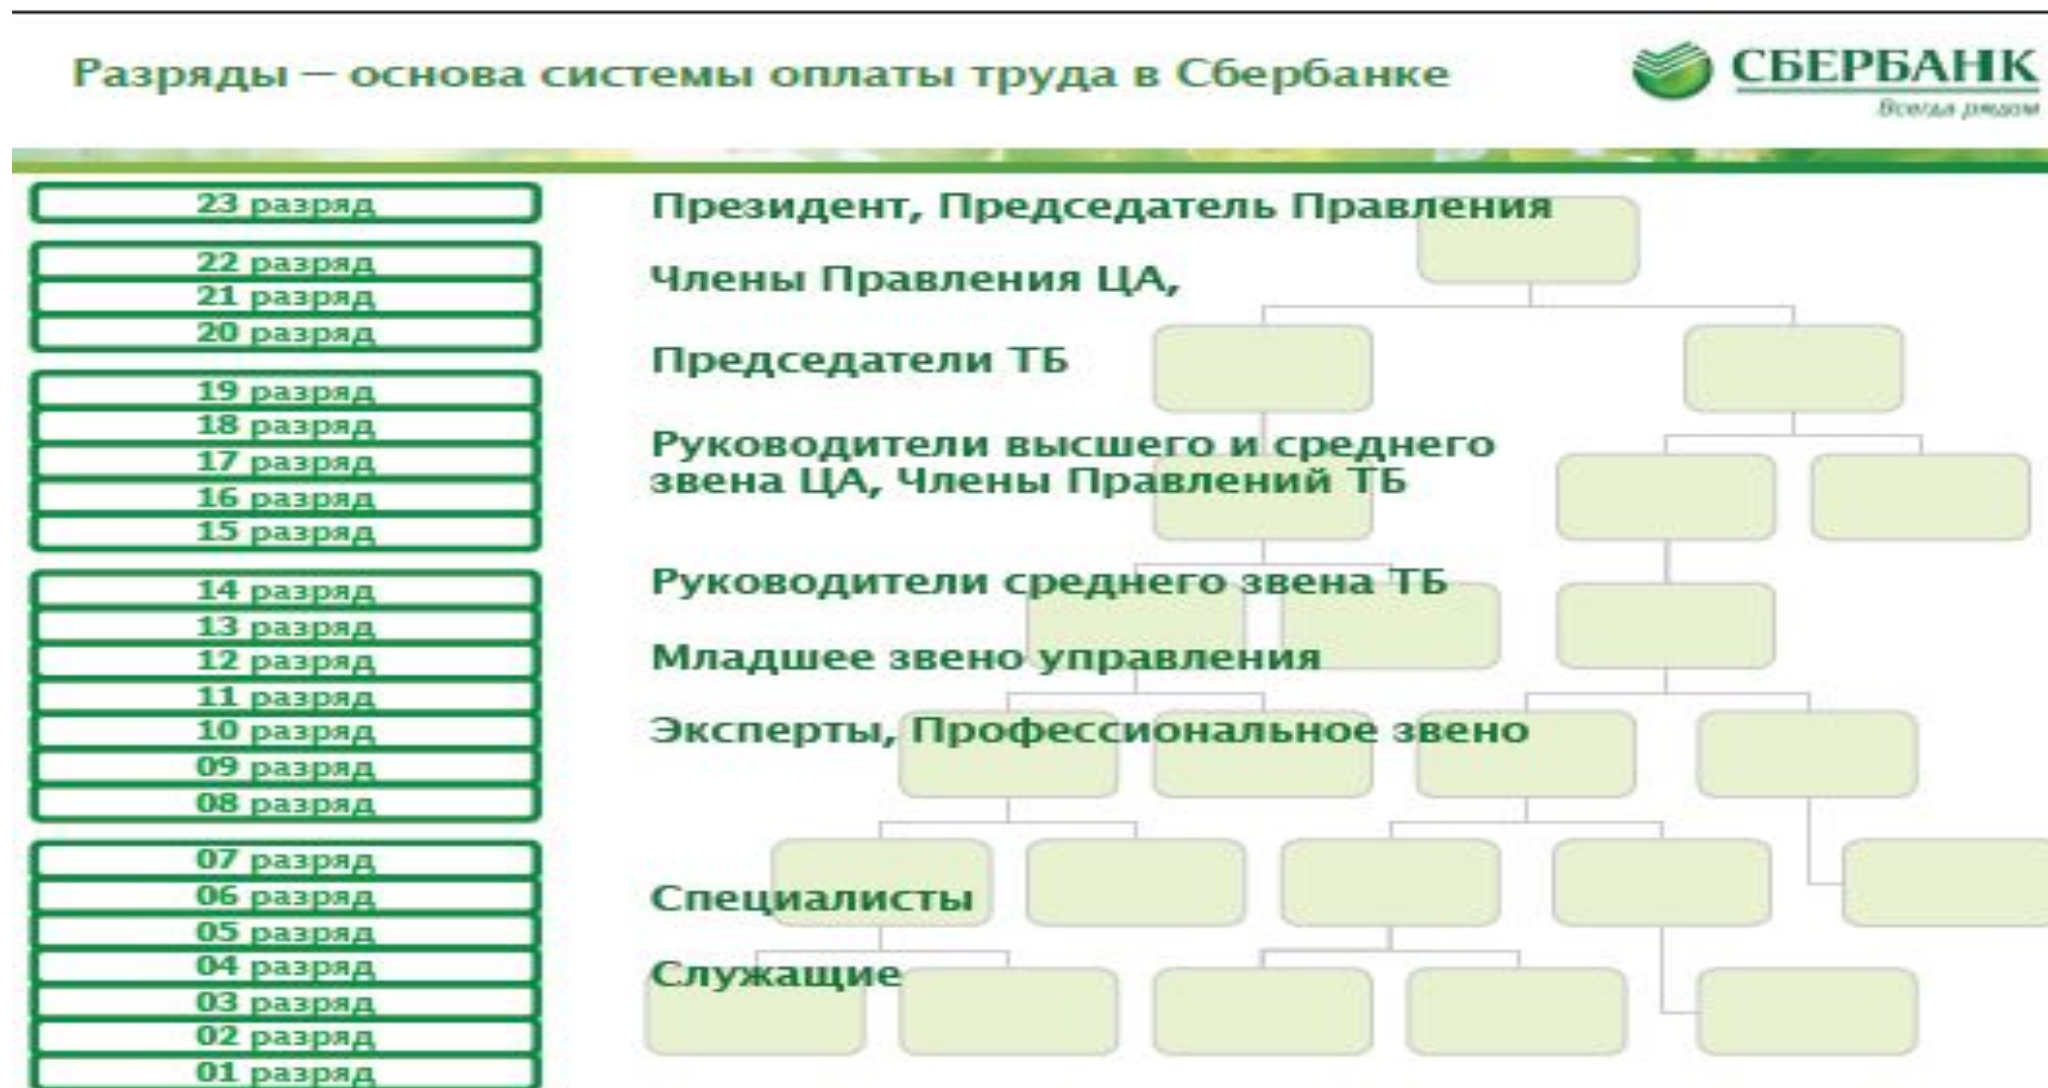 Разряды – основа системы оплаты труда в Сбербанке
СБЕРБАНК
Всегда рядом
23 разряд
22 разряд
21 разряд
20 разряд
19 разряд
18 разряд
17 разряд
16 разряд
15 разряд
14 разряд
13 разряд
12 разряд
11 разряд
10 разряд
09 разряд
08 разряд
07 разряд
06 разряд
05 разряд
04 разряд
03 разряд
02 разряд
01 разряд
Президент, Председатель Правления
Члены Правления ЦА,
Председатели ТБ
Руководители высшего и среднего
звена ЦА, Члены Правлений ТБ
Руководители среднего звена ТБ
Младшее звено управления
Эксперты, Профессиональное звено
Специалисты
Служащие